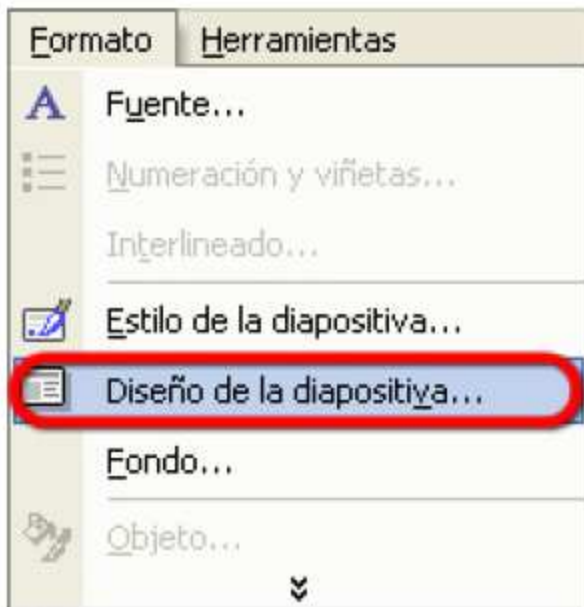 Formato Herramientas
Fuente...
Numeración y viñetas...
Interlineado...
Estilo de la diapositiva...
Diseño de la diapositiva...
Fondo...
Objeto...